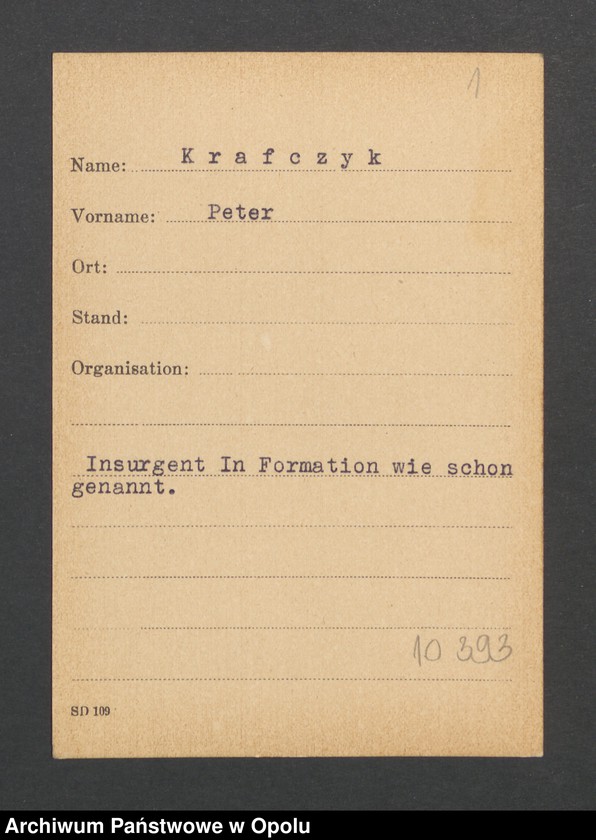 1
Name: K r a f c z y k
Vorname: Peter
Ort:
Stand:
Organisation:
Insurgent In Formation wie schon
genannt.
10 393
SD 109
Archiwum Państwowe w Opolu